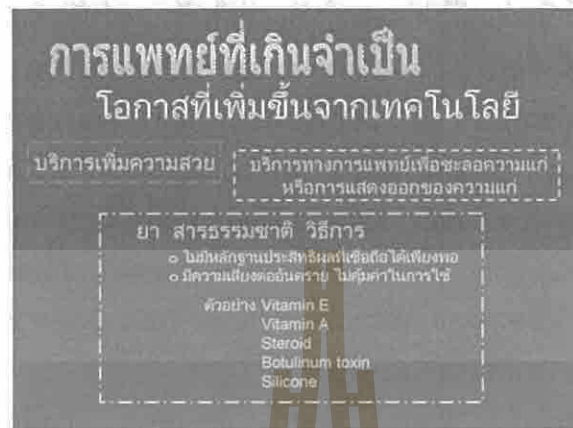 การแพทย์ที่เกินจำเป็น
โอกาสที่เพิ่มขึ้นจากเทคโนโลยี
บริการเพิ่มความสวย
บริการทางการแพทย์เพื่อชะลอความแก่
หรือการแสดงออกของความแก่
ยา สารธรรมชาติ วิธีการ
o ไม่มีหลักฐานประสิทธิผลที่เชื่อถือได้เพียงพอ
o มีความเสี่ยงต่ออันตราย ไม่คุ้มค่าในการใช้
ตัวอย่าง Vitamin E
Vitamin A
Steroid
Botulinum toxin
Silicone